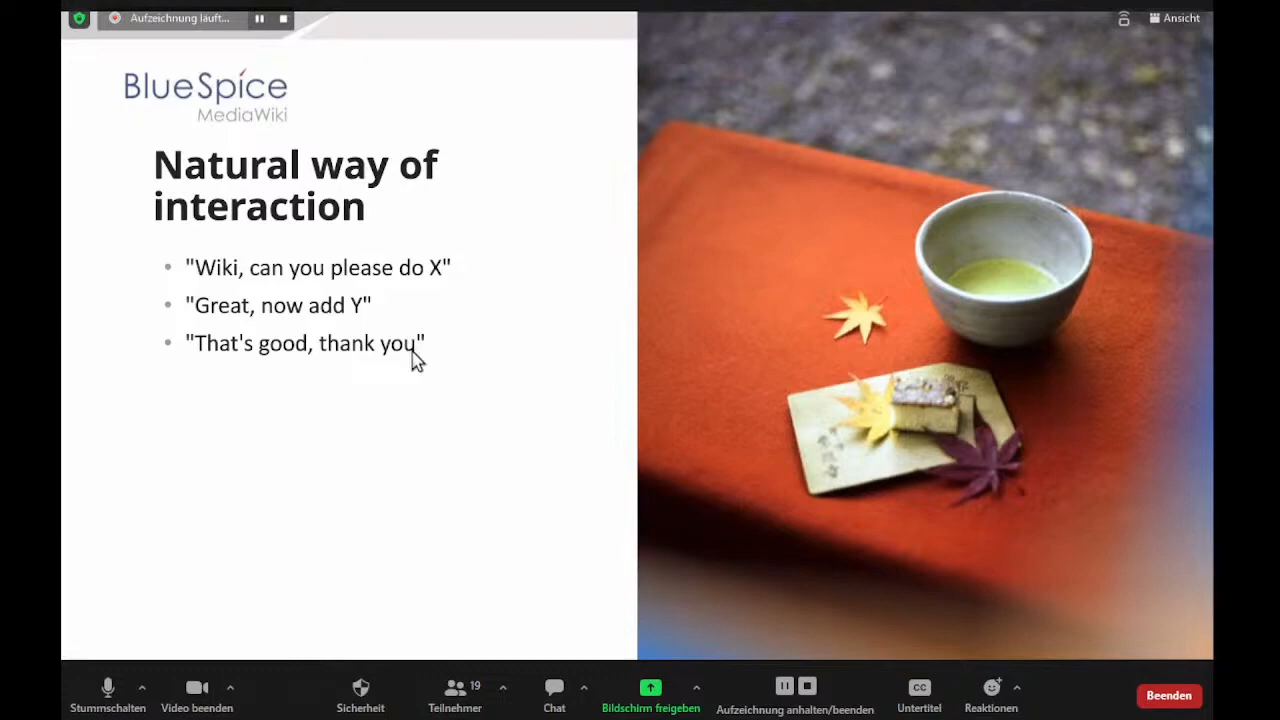 Aufzeichnung läuft...
Ansicht
BlueSpice
MediaWiki
Natural way of
interaction
"Wiki, can you please do X"
"Great, now add Y"
"That's good, thank you"
Stummschalten
Video beenden
Sicherheit
19
Teilnehmer
Chat
Bildschirm freigeben
Aufzeichnung anhalten/beenden
CC
Untertitel
Reaktionen
Beenden